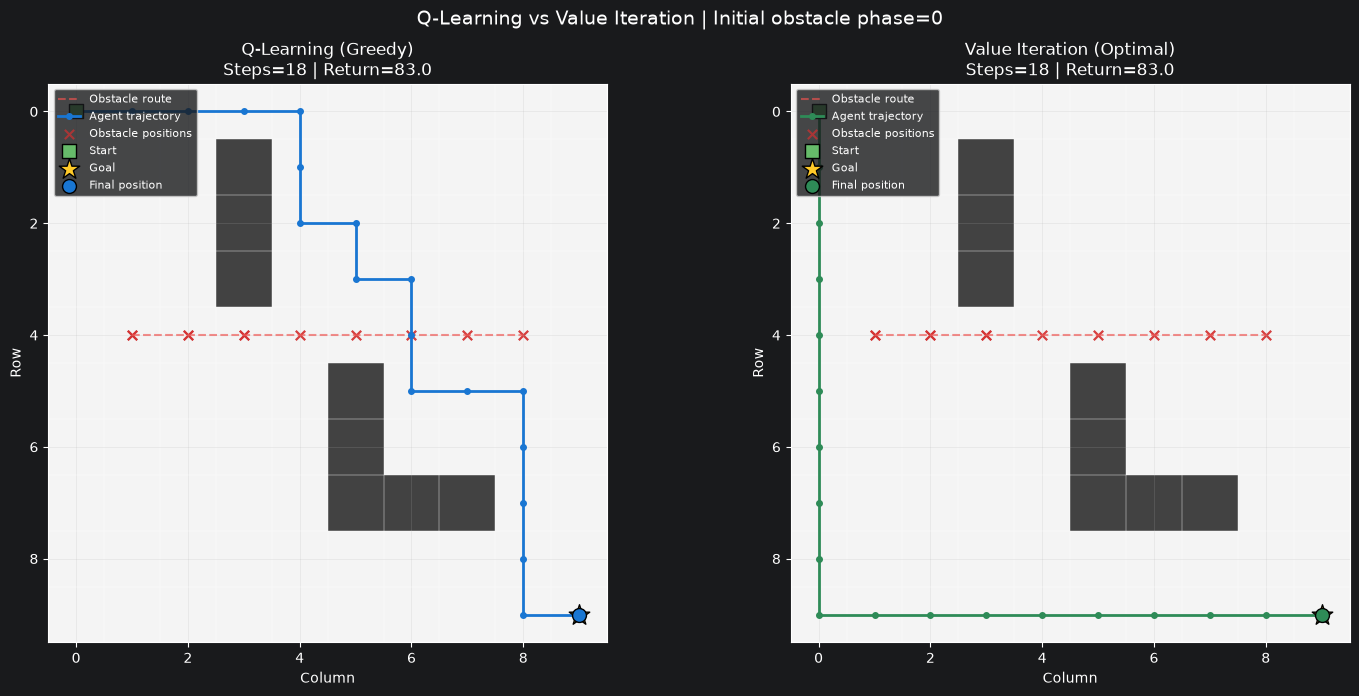 Q-Learning vs Value Iteration | Initial obstacle phase=0
Q-Learning (Greedy)
Steps=18 | Return=83.0
Obstacle route
Agent trajectory
Obstacle positions
Start
Goal
Final position
0
2
4
6
8
Row
0
2
4
6
8
Column
Value Iteration (Optimal)
Steps=18 | Return=83.0
Obstacle route
Agent trajectory
Obstacle positions
Start
Goal
Final position
0
2
4
6
8
Row
0
2
4
6
8
Column